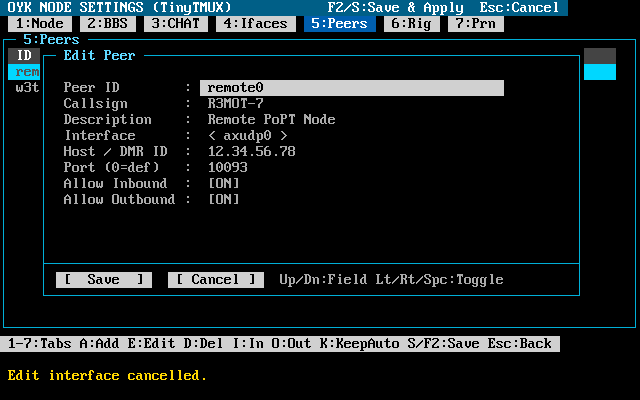 OYK NODE SETTINGS (TinyTMUX) F2/S:Save & Apply Esc:Cancel
1:Node 2:BBS 3:CHAT 4:Ifaces 5:Peers 6:Rig 7:Prn
5:Peers
ID
Edit Peer
rem
w3t
Peer ID : remote0
Callsign : R3MOT-7
Description : Remote PoPT Node
Interface : < axudp0 >
Host / DMR ID : 12.34.56.78
Port (0=def) : 10093
Allow Inbound : [ON]
Allow Outbound : [ON]
[ Save ] [ Cancel ] Up/Dn:Field Lt/Rt/Spc:Toggle
1-7:Tabs A:Add E:Edit D:Del I:In O:Out K:KeepAuto S/F2:Save Esc:Back
Edit interface cancelled.